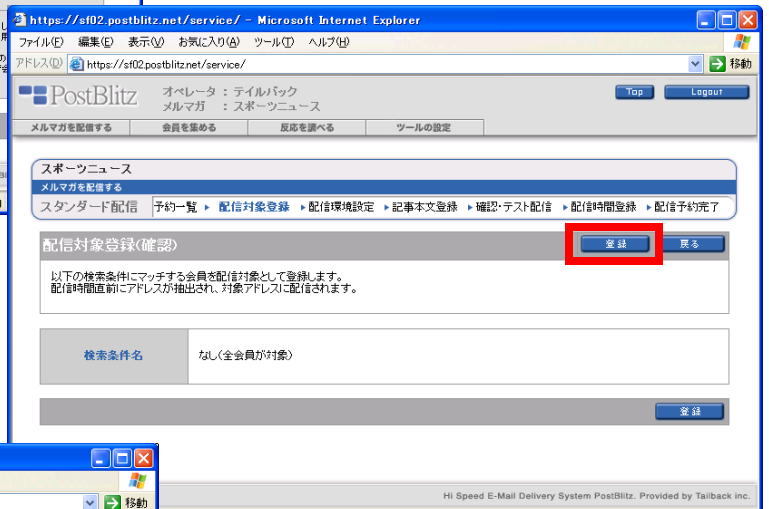 https://sf02.postblitz.net/service/ - Microsoft Internet Explorer
ファイル(F) 編集(E) 表示(V) お気に入り(A) ツール(T) ヘルプ(H)
アドレス(D) https://sf02.postblitz.net/service/ 移動
PostBlitz
オペレータ : テイルバック
メルマガ : スポーツニュース
Top Logout
メルマガを配信する 会員を集める 反応を調べる ツールの設定
スポーツニュース
メルマガを配信する
スタンダード配信 予約一覧 ▶ 配信対象登録 ▶配信環境設定 ▶記事本文登録 ▶確認・テスト配信 ▶配信時間登録 ▶配信予約完了
配信対象登録(確認) 登録 戻る
以下の検索条件にマッチする会員を配信対象として登録します。
配信時間直前にアドレスが抽出され、対象アドレスに配信されます。
検索条件名 なし(全会員が対象)
登録
Hi Speed E-Mail Delivery System PostBlitz. Provided by Tailback inc.
移動